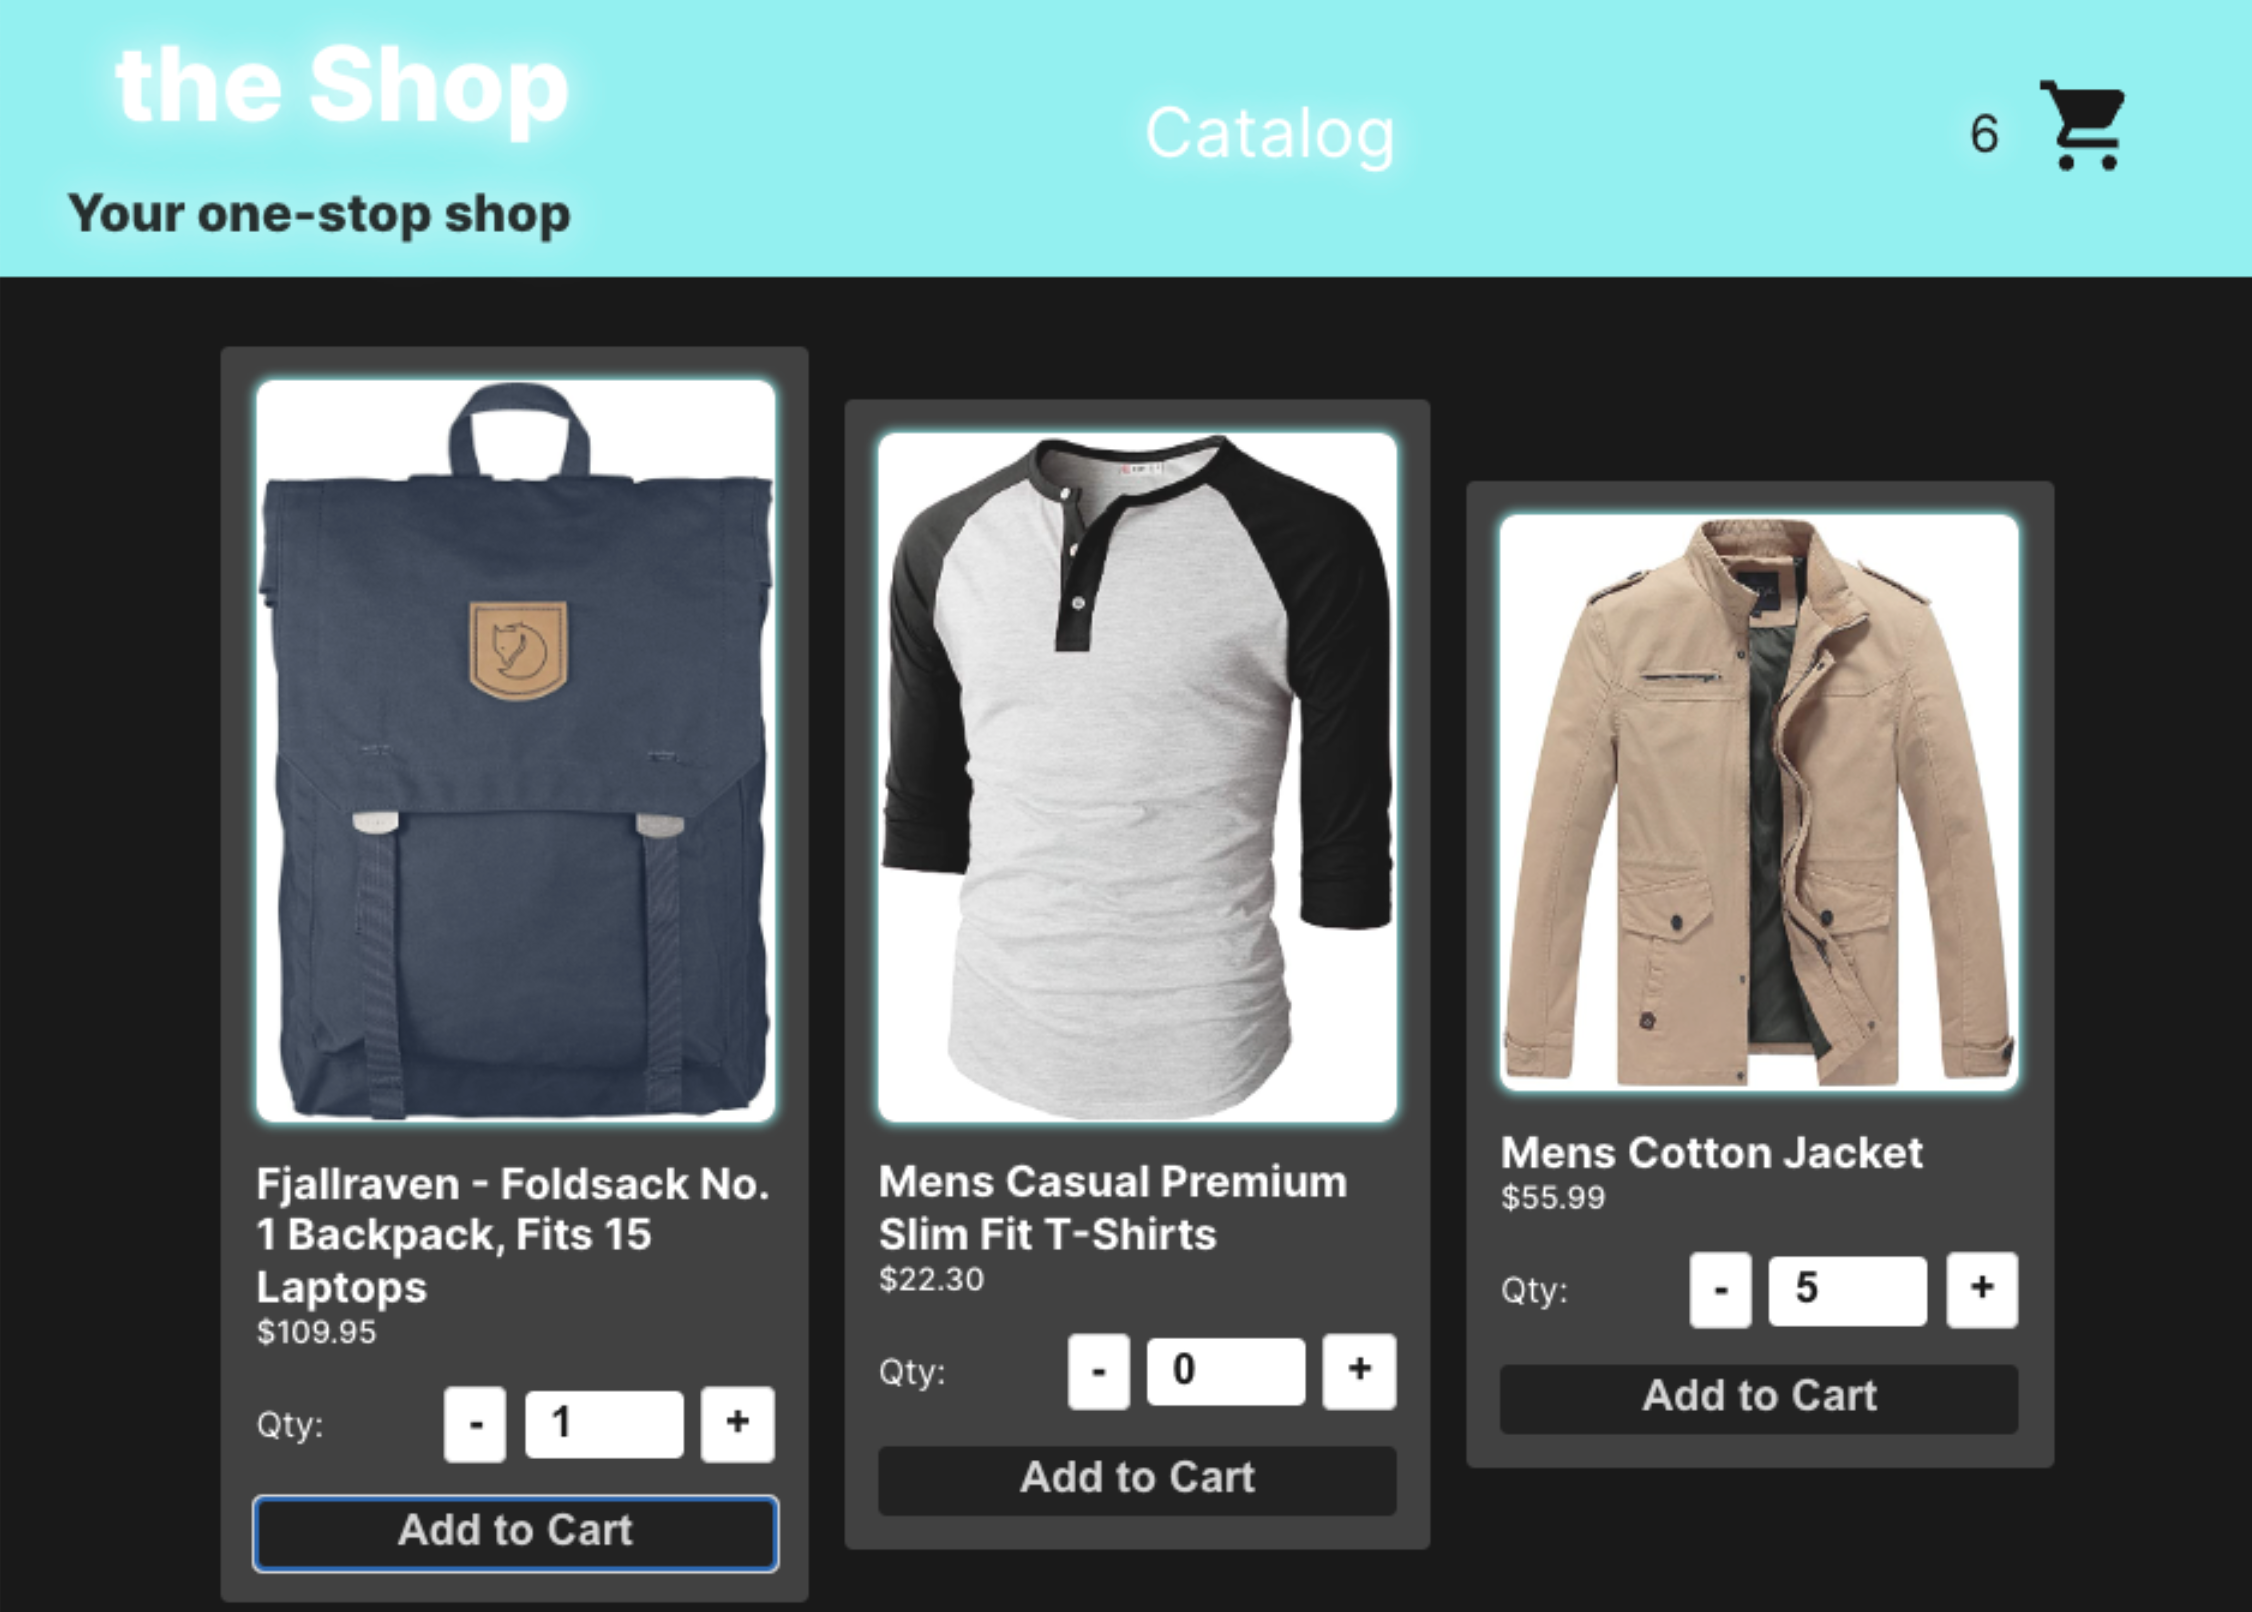 the Shop
Your one-stop shop
Catalog
6
Fjallraven - Foldsack No.
1 Backpack, Fits 15
Laptops
$109.95
Qty:
-
1
+
Add to Cart
Mens Casual Premium
Slim Fit T-Shirts
$22.30
Qty:
-
0
+
Add to Cart
Mens Cotton Jacket
$55.99
Qty:
-
5
+
Add to Cart